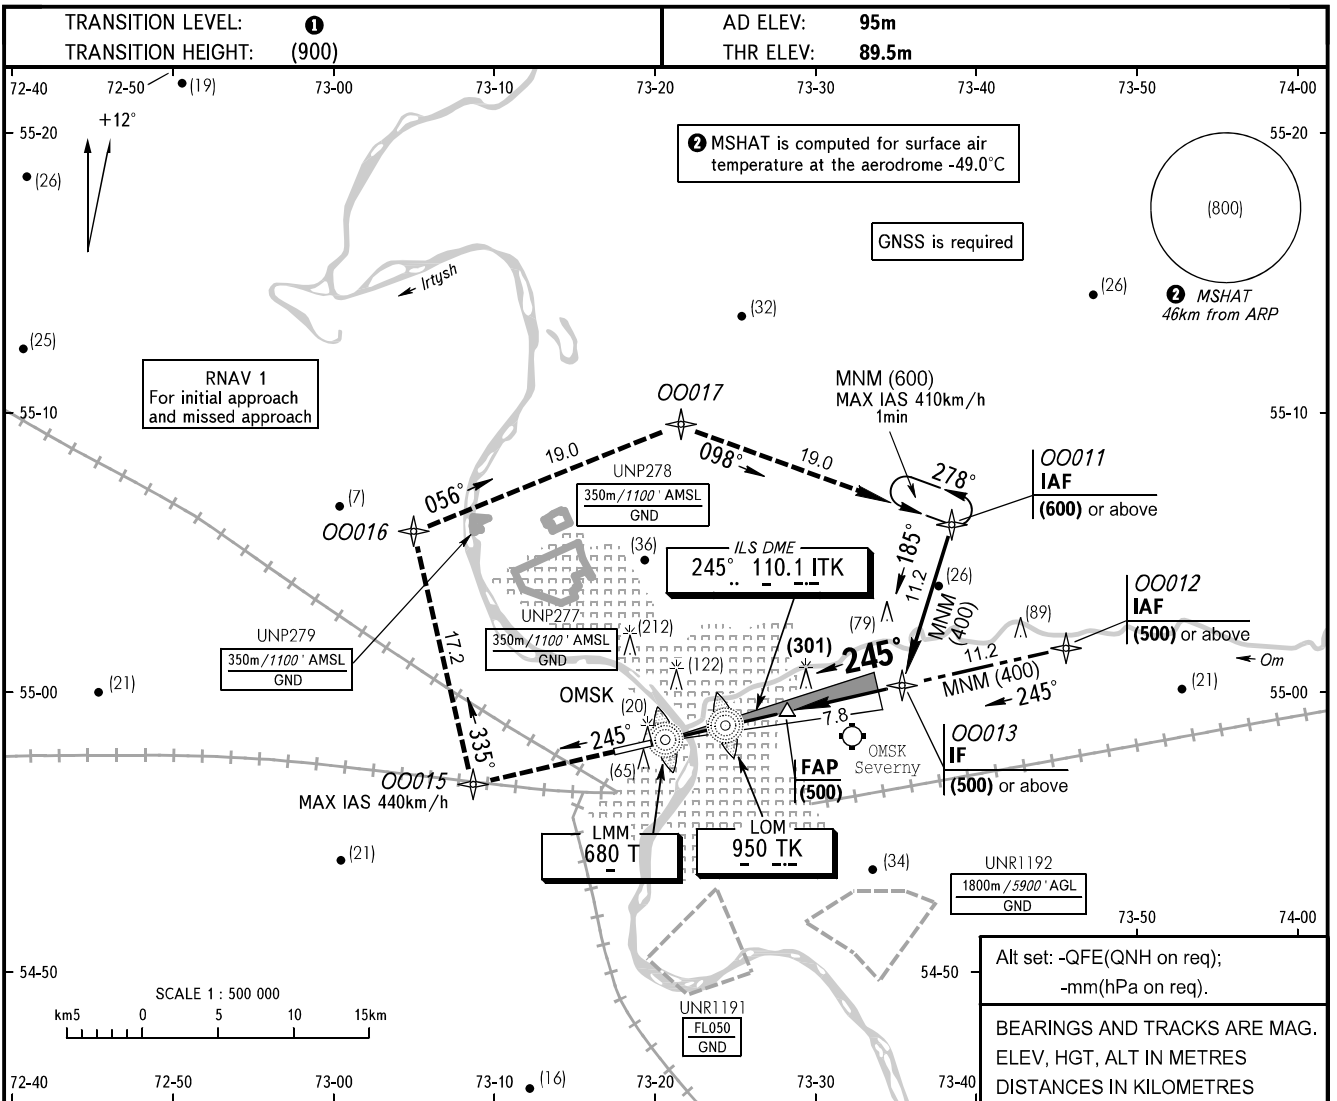 TRANSITION LEVEL: ❶
TRANSITION HEIGHT: (900)
AD ELEV: 95m
THR ELEV: 89.5m
72-40 72-50 (19) 73-00 73-10 73-20 73-30 73-40 73-50 74-00
+12°
55-20
55-20
(26)
❷ MSHAT is computed for surface air
temperature at the aerodrome -49.0°C
(800)
GNSS is required
❷ MSHAT
46km from ARP
Irtysh
(26)
(32)
(25)
RNAV 1
For initial approach
and missed approach
OO017
MNM (600)
MAX IAS 410km/h
1min
55-10
55-10
19.0
098°
19.0
278°
OO011
IAF
(600) or above
UNP278
350m/1100' AMSL
GND
056°
(7)
OO016
(36)
ILS DME
245° 110.1 ITK
185°
11.2
(26)
MNM
(400)
OO012
IAF
(500) or above
UNP277
350m/1100' AMSL
GND
(212)
(79)
(89)
UNP279
350m/1100' AMSL
GND
17.2
(301)
245°
11.2
MNM (400)
245°
Om
(122)
55-00
(21)
OMSK
(21)
55-00
(20)
245°
7.8
335°
(65)
OMSK
Severny
OO013
IF
(500) or above
OO015
MAX IAS 440km/h
FAP
(500)
LMM
680 T
LOM
950 TK
(21)
(34)
UNR1192
1800m/5900' AGL
GND
73-50 74-00
54-50
54-50
Alt set: -QFE(QNH on req);
-mm(hPa on req).
SCALE 1 : 500 000
km5 0 5 10 15km
UNR1191
FL050
GND
BEARINGS AND TRACKS ARE MAG.
ELEV, HGT, ALT IN METRES
DISTANCES IN KILOMETRES
72-40 72-50 73-00 73-10 (16) 73-20 73-30 73-40